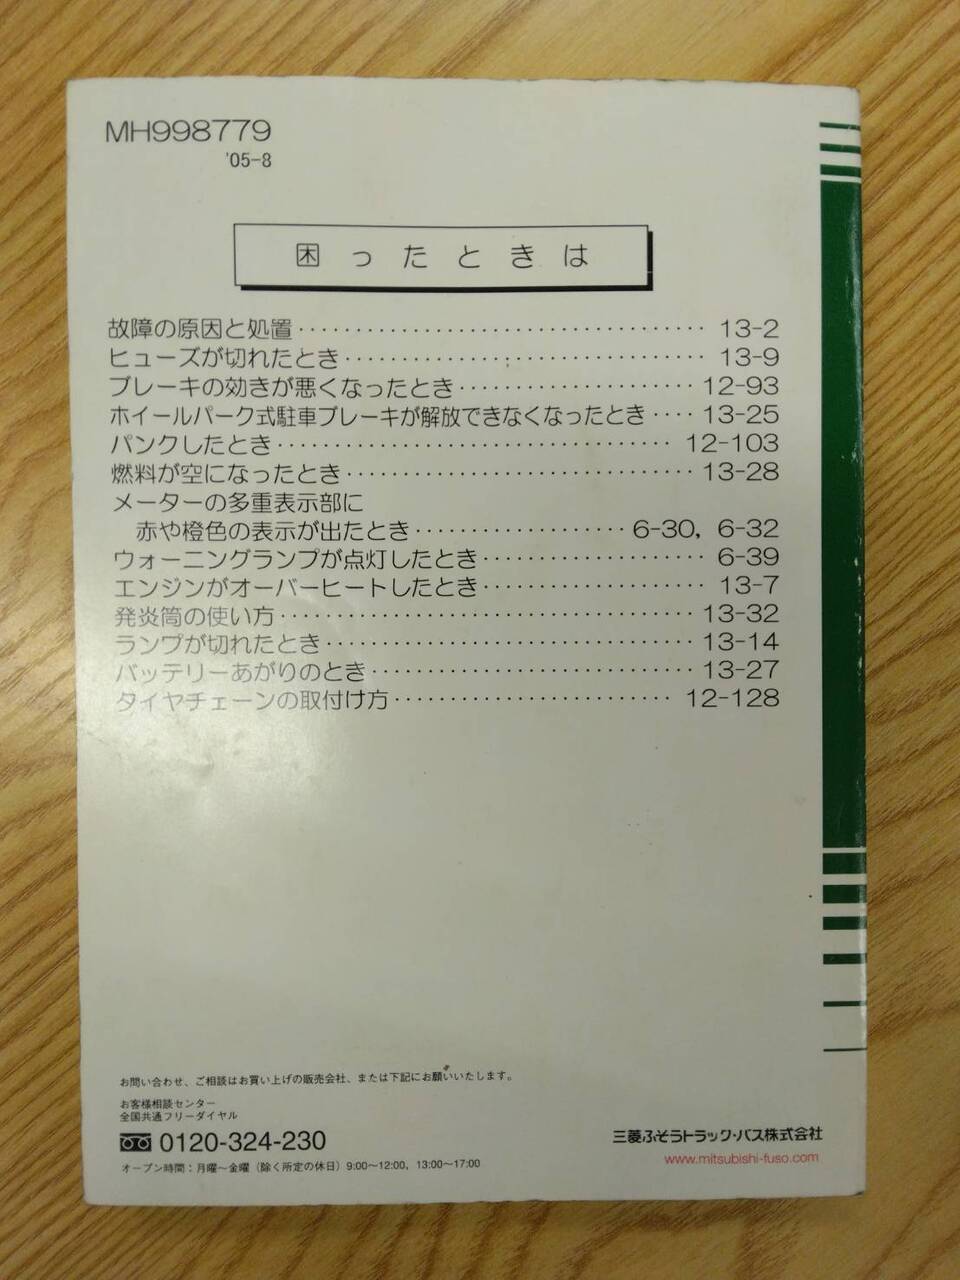 MH998779
'05-8
困ったときは
故障の原因と処置 13-2
ヒューズが切れたとき 13-9
ブレーキの効きが悪くなったとき 12-93
ホイールパーク式駐車ブレーキが解放できなくなったとき 13-25
パンクしたとき 12-103
燃料が空になったとき 13-28
メーターの多重表示部に
赤や橙色の表示が出たとき 6-30, 6-32
ウォーニングランプが点灯したとき 6-39
エンジンがオーバーヒートしたとき 13-7
発炎筒の使い方 13-32
ランプが切れたとき 13-14
バッテリーあがりのとき 13-27
タイヤチェーンの取付け方 12-128
お問い合わせ、ご相談はお買い上げの販売会社、または下記にお願いいたします。
お客様相談センター
全国共通フリーダイヤル
0120-324-230
オープン時間：月曜〜金曜（除く所定の休日）9:00〜12:00, 13:00〜17:00
三菱ふそうトラック・バス株式会社
www.mitsubishi-fuso.com